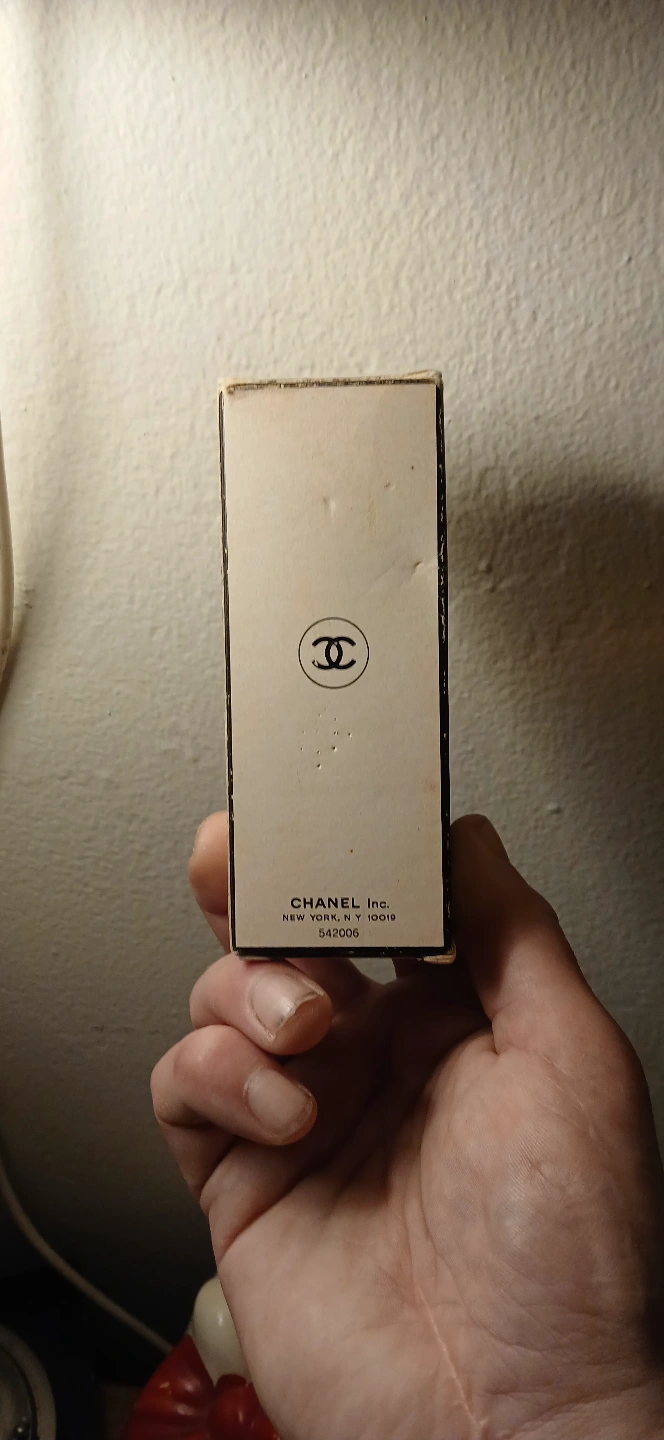 CHANEL Inc.
NEW YORK, N Y 10019
542006